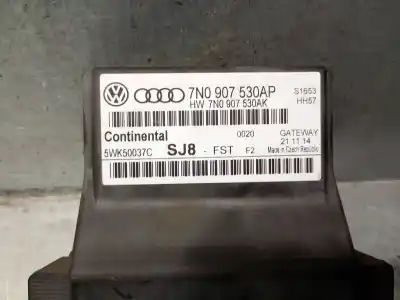 7N0 907 530AP S1653
HW 7N0 907 530AK HH57
Continental 0020 GATEWAY
5WK50037C SJ8 - FST F2 21 11 14
Made in Czech Republic